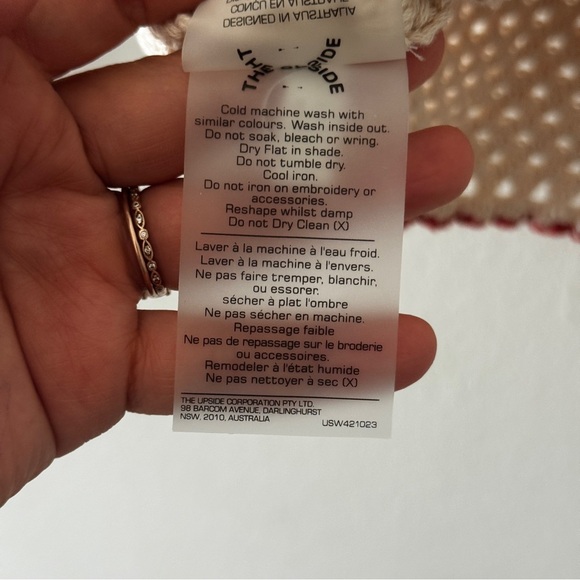 CONÇU EN AUSTRALIE
DESIGNED IN AUSTRALIA
THE UPSIDE
Cold machine wash with
similar colours. Wash inside out.
Do not soak, bleach or wring.
Dry Flat in shade.
Do not tumble dry.
Cool iron.
Do not iron on embroidery or
accessories.
Reshape whilst damp
Do not Dry Clean (X)
Laver à la machine à l'eau froid.
Laver à la machine à l'envers.
Ne pas faire tremper, blanchir,
ou essorer.
sécher à plat l'ombre
Ne pas sécher en machine.
Repassage faible
Ne pas de repassage sur le broderie
ou accessoires.
Remodeler à l'état humide
Ne pas nettoyer à sec (X)
THE UPSIDE CORPORATION PTY LTD.
98 BARCOM AVENUE, DARLINGHURST
NSW. 2010, AUSTRALIA
USW421023